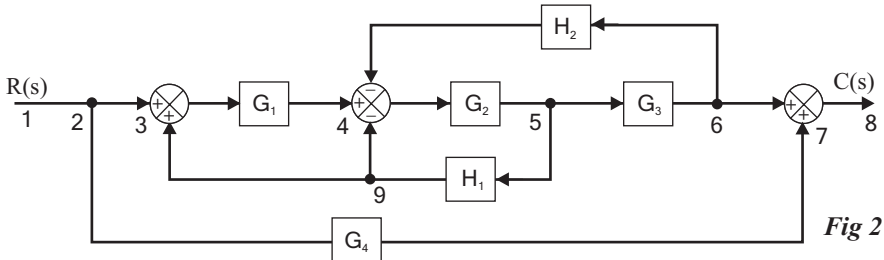 H₂
R(s)
C(s)
+
−
+
+
G₁
+
−
G₂
G₃
+
1
2
3
4
5
6
7
8
H₁
9
G₄
Fig 2